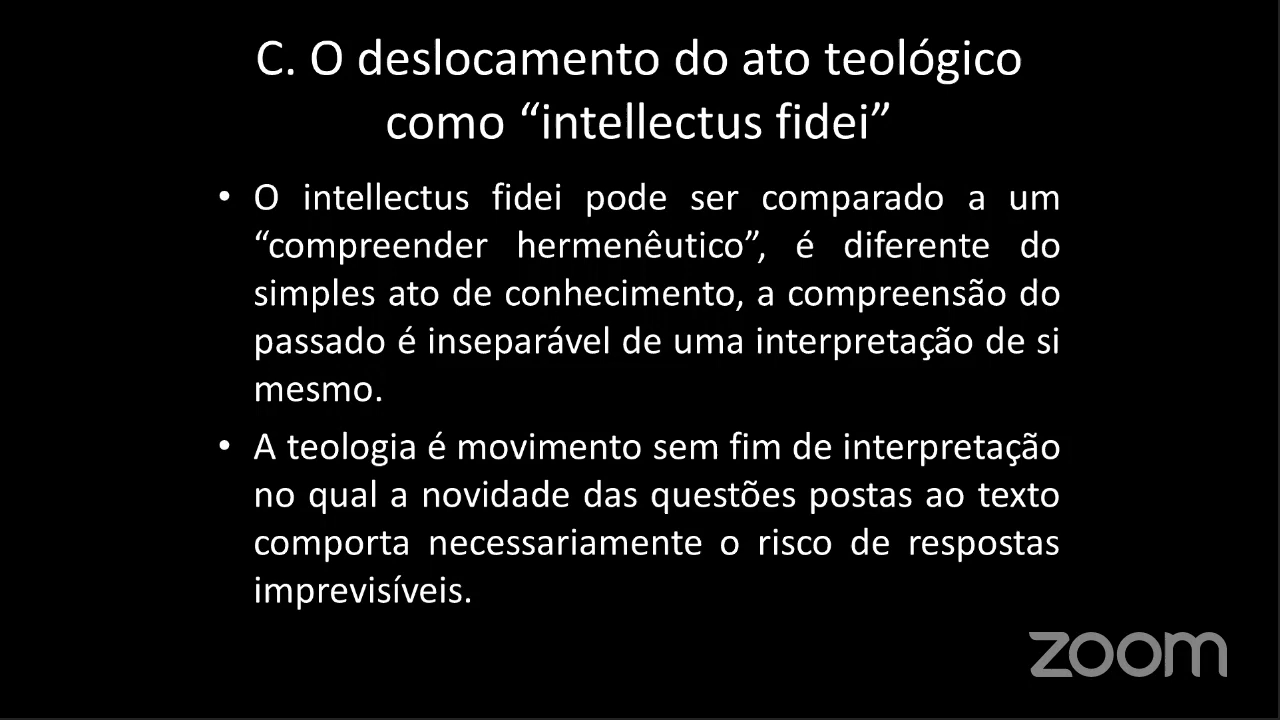 C. O deslocamento do ato teológico
como “intellectus fidei”
• O intellectus fidei pode ser comparado a um
“compreender hermenêutico”, é diferente do
simples ato de conhecimento, a compreensão do
passado é inseparável de uma interpretação de si
mesmo.
• A teologia é movimento sem fim de interpretação
no qual a novidade das questões postas ao texto
comporta necessariamente o risco de respostas
imprevisíveis.
zoom